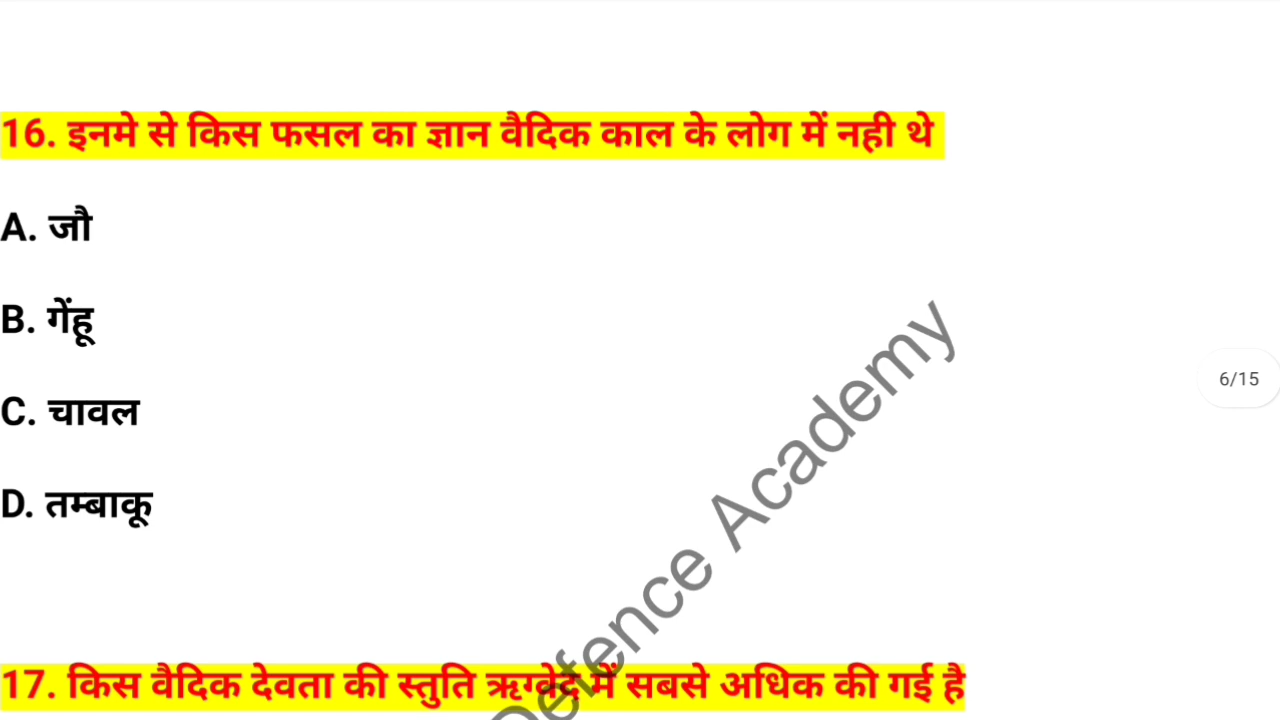 16. इनमे से किस फसल का ज्ञान वैदिक काल के लोग में नही थे
A. जौ
B. गेंहू
C. चावल
D. तम्बाकू
Defence Academy
6/15
17. किस वैदिक देवता की स्तुति ऋग्वेद में सबसे अधिक की गई है